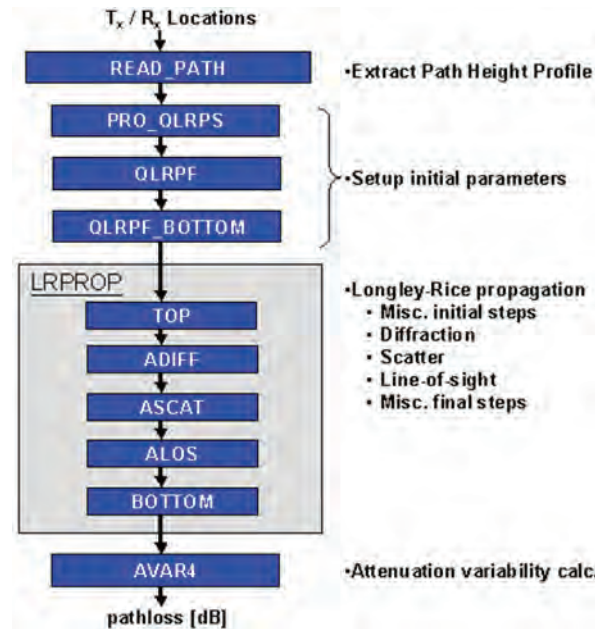 Tx / Rx Locations
READ_PATH
•Extract Path Height Profile
PRO_QLRPS
QLRPF
•Setup initial parameters
QLRPF_BOTTOM
LRPROP
•Longley-Rice propagation
• Misc. initial steps
TOP
• Diffraction
ADIFF
• Scatter
• Line-of-sight
ASCAT
• Misc. final steps
ALOS
BOTTOM
AVAR4
•Attenuation variability calc.
pathloss [dB]